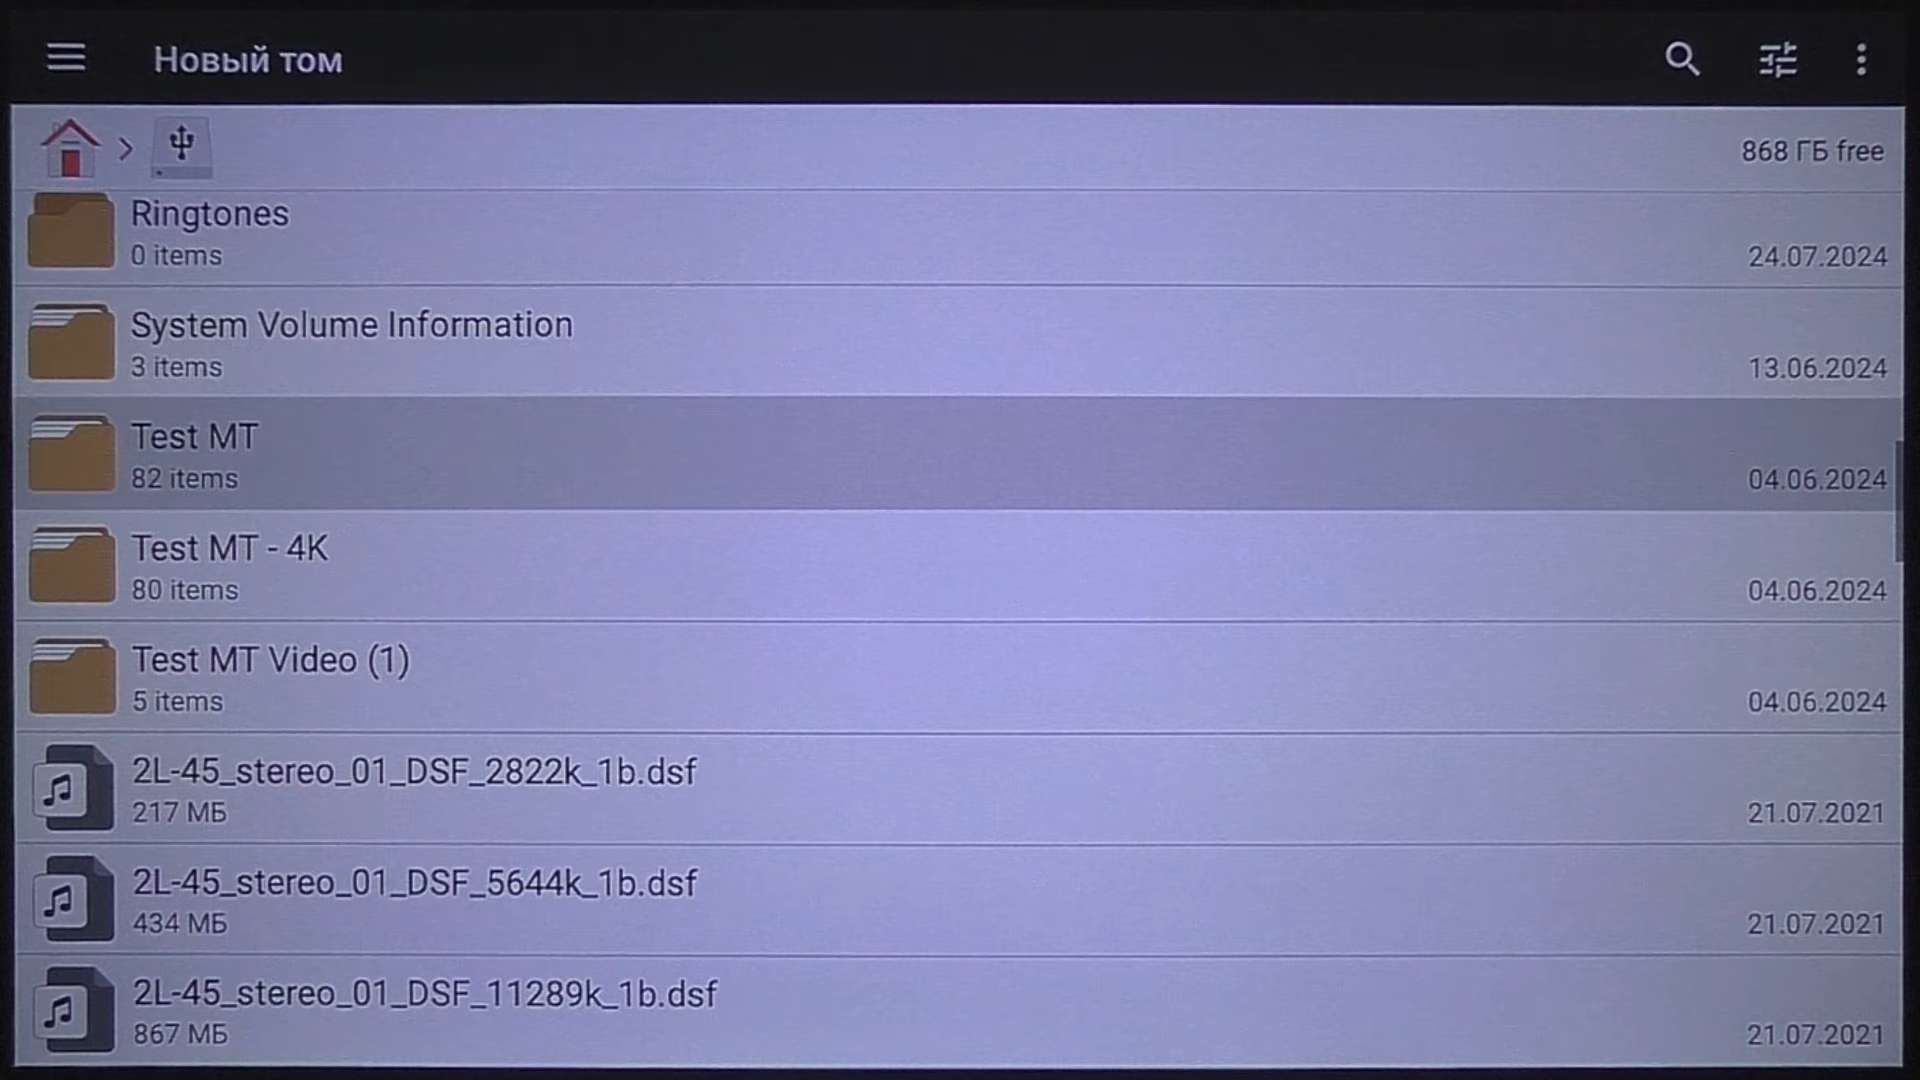 Новый том
868 ГБ free
Ringtones
0 items
24.07.2024
System Volume Information
3 items
13.06.2024
Test MT
82 items
04.06.2024
Test MT - 4K
80 items
04.06.2024
Test MT Video (1)
5 items
04.06.2024
2L-45_stereo_01_DSF_2822k_1b.dsf
217 МБ
21.07.2021
2L-45_stereo_01_DSF_5644k_1b.dsf
434 МБ
21.07.2021
2L-45_stereo_01_DSF_11289k_1b.dsf
867 МБ
21.07.2021